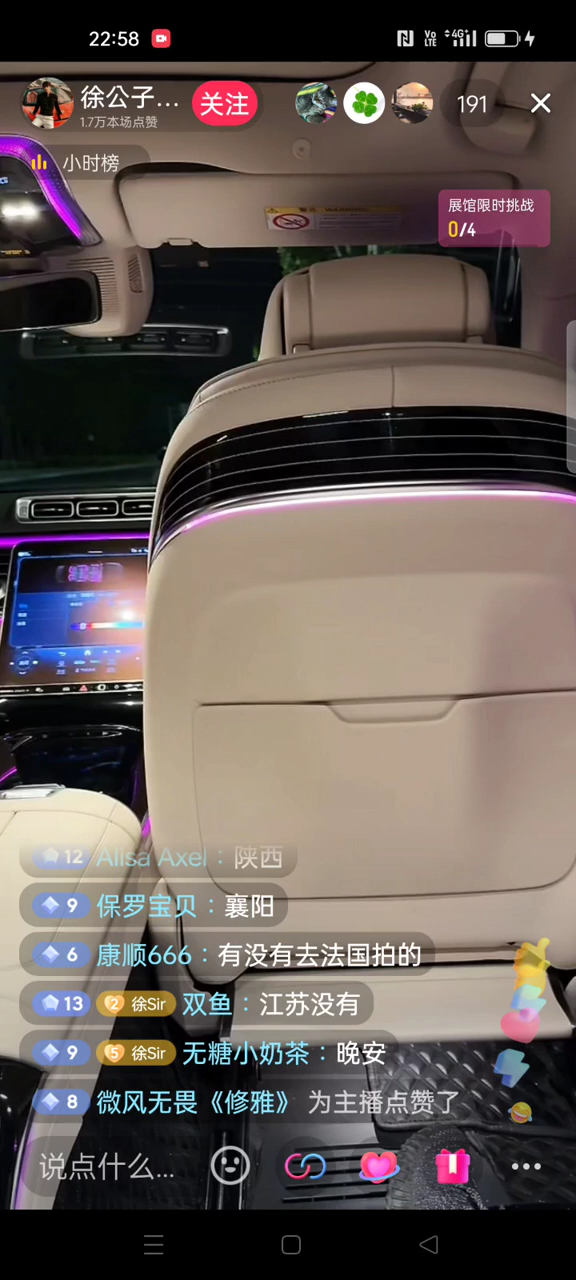 22:58
Vo
LTE
4G+
徐公子...
1.7万本场点赞
关注
191
小时榜
展馆限时挑战
0/4
WARNING
12 Alisa Axel：陕西
9 保罗宝贝：襄阳
6 康顺666：有没有去法国拍的
13 2 徐Sir 双鱼：江苏没有
9 5 徐Sir 无糖小奶茶：晚安
8 微风无畏《修雅》 为主播点赞了
说点什么...